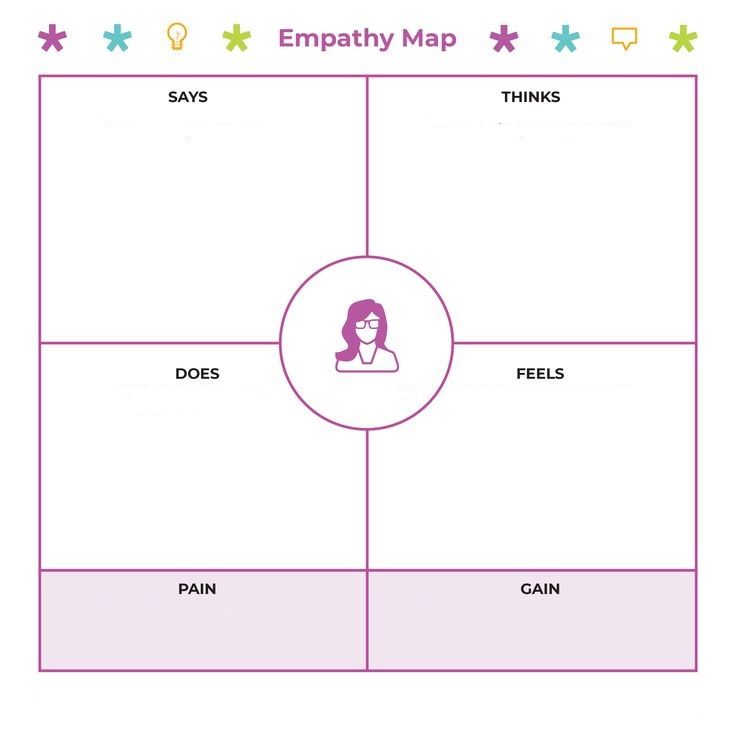 Empathy Map
SAYS
THINKS
DOES
FEELS
PAIN
GAIN